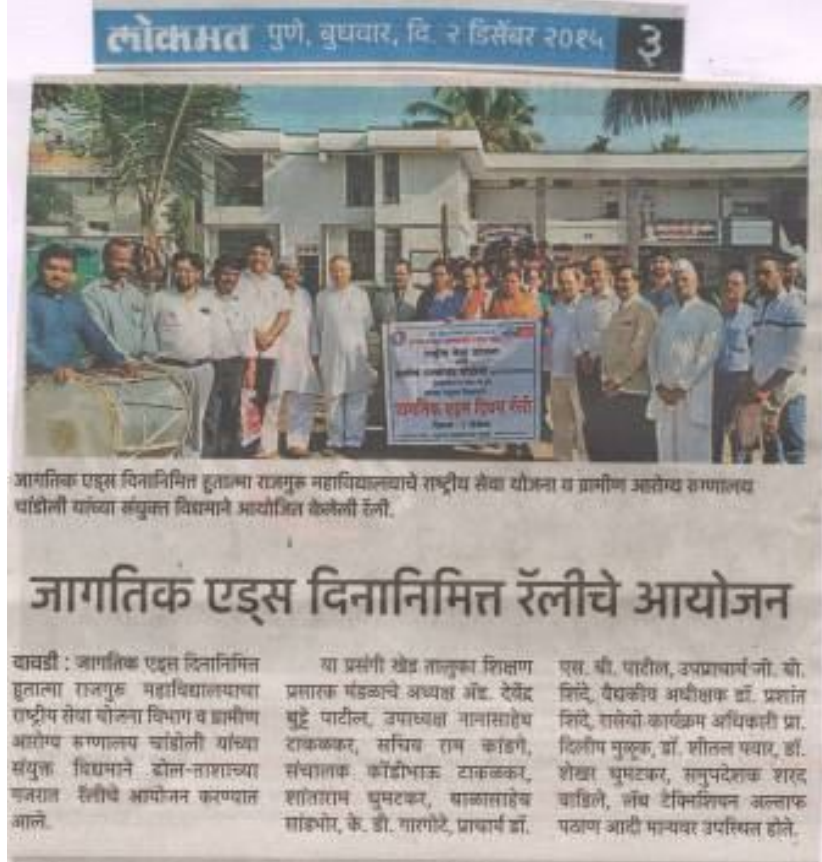 लोकमत पुणे, बुधवार, दि. २ डिसेंबर २०१५ ३
राष्ट्रीय सेवा योजना
जागतिक एड्स दिवस रॅली
जागतिक एड्स दिनानिमित्त हुतात्मा राजगुरू महाविद्यालयाचे राष्ट्रीय सेवा योजना व ग्रामीण आरोग्य रुग्णालय
चांडोली यांच्या संयुक्त विद्यमाने आयोजित केलेली रॅली.
जागतिक एड्स दिनानिमित्त रॅलीचे आयोजन
दावडी : जागतिक एड्स दिनानिमित्त
हुतात्मा राजगुरू महाविद्यालयाचा
राष्ट्रीय सेवा योजना विभाग व ग्रामीण
आरोग्य रुग्णालय चांडोली यांच्या
संयुक्त विद्यमाने ढोल-ताशाच्या
गजरात रॅलीचे आयोजन करण्यात
आले.
या प्रसंगी खेड तालुका शिक्षण
प्रसारक मंडळाचे अध्यक्ष अ‍ॅड. देवेंद्र
बुट्टे पाटील, उपाध्यक्ष नानासाहेब
टाकळकर, सचिव राम कांडगे,
संचालक कोंडीभाऊ टाकळकर,
शांताराम घुमटकर, बाळासाहेब
सांडभोर, के. डी. गारगोटे, प्राचार्य डॉ.
एस. बी. पाटील, उपप्राचार्य जी. बी.
शिंदे, वैद्यकीय अधीक्षक डॉ. प्रशांत
शिंदे, रासेयो कार्यक्रम अधिकारी प्रा.
दिलीप मुळूक, डॉ. शीतल पवार, डॉ.
शेखर घुमटकर, समुपदेशक शरद
वाडिले, लॅब टेक्निशियन अल्ताफ
पठाण आदी मान्यवर उपस्थित होते.